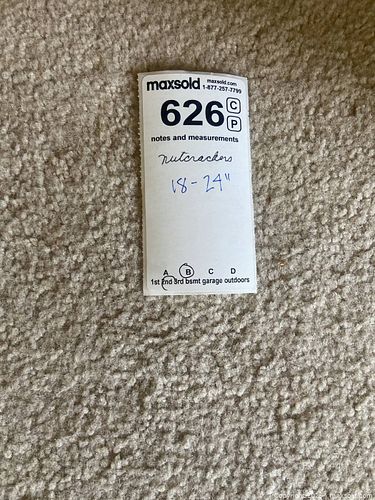 maxsold maxsold.com
1-877-257-7799
626 C
P
notes and measurements
nutcrackers
18-24"
A B C D
1st 2nd 3rd bsmt garage outdoors